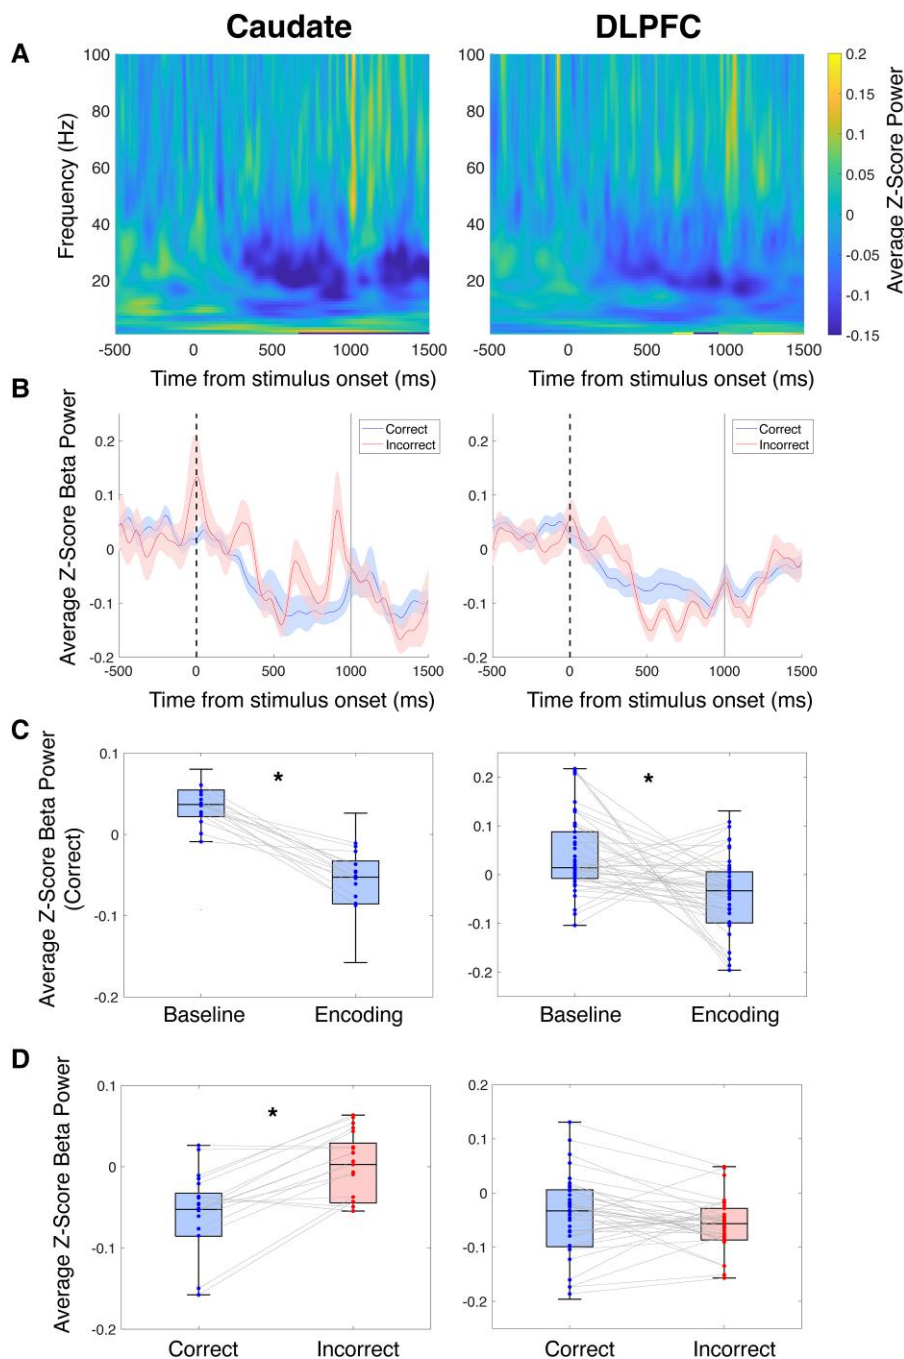 Caudate DLPFC
A
100 100 0.2
80 80 0.15
0.1
60 60 0.05
40 40 0
-0.05
20 20 -0.1
-0.15
Frequency (Hz)
Average Z-Score Power
-500 0 500 1000 1500 -500 0 500 1000 1500
Time from stimulus onset (ms) Time from stimulus onset (ms)
B
Average Z-Score Beta Power
Correct Correct
Incorrect Incorrect
0.2 0.2
0.1 0.1
0 0
-0.1 -0.1
-0.2 -0.2
-500 0 500 1000 1500 -500 0 500 1000 1500
Time from stimulus onset (ms) Time from stimulus onset (ms)
C
Average Z-Score Beta Power
(Correct)
0.1 0.2
* *
0.1
0 0
-0.1 -0.1
-0.2 -0.2
Baseline Encoding Baseline Encoding
D
Average Z-Score Beta Power
0.1 0.2
*
0.1
0 0
-0.1 -0.1
-0.2 -0.2
Correct Incorrect Correct Incorrect